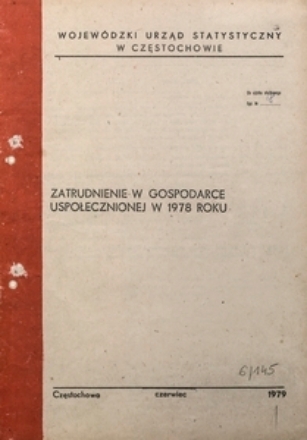 WOJEWÓDZKI URZĄD STATYSTYCZNY
W CZĘSTOCHOWIE
ZATRUDNIENIE W GOSPODARCE
USPOŁECZNIONEJ W 1978 ROKU
6/145
Częstochowa czerwiec 1979